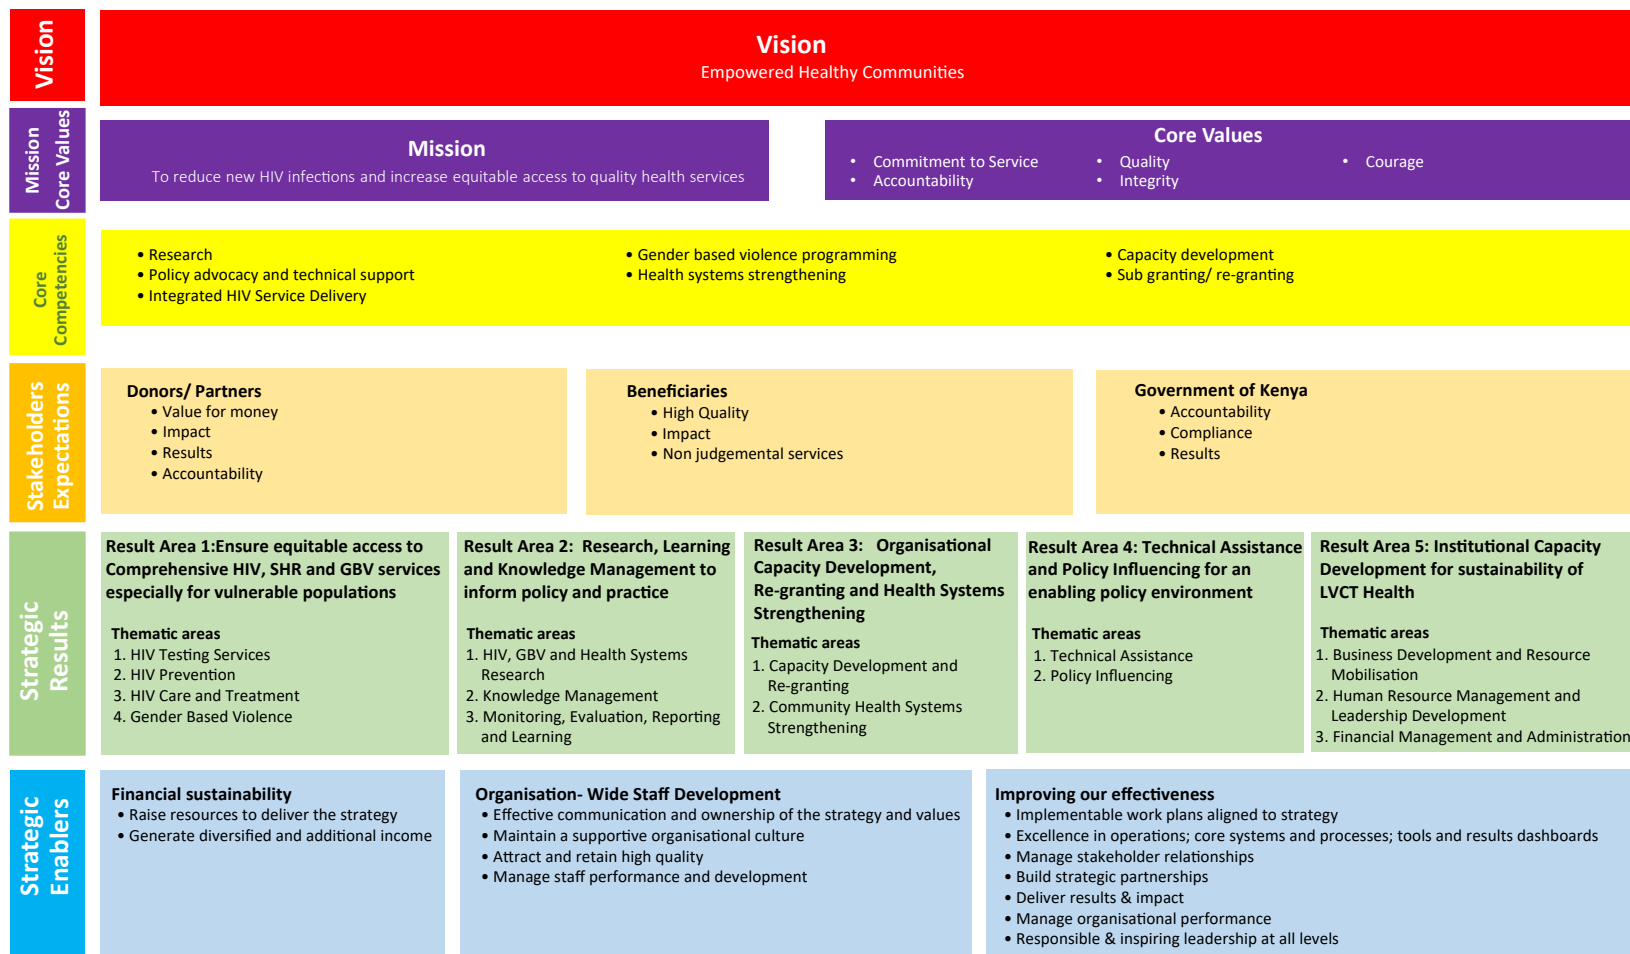 Vision
Vision
Empowered Healthy Communities
Mission
Core Values
Mission
To reduce new HIV infections and increase equitable access to quality health services
Core Values
• Commitment to Service
• Accountability
• Quality
• Integrity
• Courage
Core
Competencies
• Research
• Policy advocacy and technical support
• Integrated HIV Service Delivery
• Gender based violence programming
• Health systems strengthening
• Capacity development
• Sub granting/ re-granting
Stakeholders
Expectations
Donors/ Partners
• Value for money
• Impact
• Results
• Accountability
Beneficiaries
• High Quality
• Impact
• Non judgemental services
Government of Kenya
• Accountability
• Compliance
• Results
Strategic
Results
Result Area 1:Ensure equitable access to
Comprehensive HIV, SHR and GBV services
especially for vulnerable populations
Thematic areas
1. HIV Testing Services
2. HIV Prevention
3. HIV Care and Treatment
4. Gender Based Violence
Result Area 2: Research, Learning
and Knowledge Management to
inform policy and practice
Thematic areas
1. HIV, GBV and Health Systems
Research
2. Knowledge Management
3. Monitoring, Evaluation, Reporting
and Learning
Result Area 3: Organisational
Capacity Development,
Re-granting and Health Systems
Strengthening
Thematic areas
1. Capacity Development and
Re-granting
2. Community Health Systems
Strengthening
Result Area 4: Technical Assistance
and Policy Influencing for an
enabling policy environment
Thematic areas
1. Technical Assistance
2. Policy Influencing
Result Area 5: Institutional Capacity
Development for sustainability of
LVCT Health
Thematic areas
1. Business Development and Resource
Mobilisation
2. Human Resource Management and
Leadership Development
3. Financial Management and Administration
Strategic
Enablers
Financial sustainability
• Raise resources to deliver the strategy
• Generate diversified and additional income
Organisation- Wide Staff Development
• Effective communication and ownership of the strategy and values
• Maintain a supportive organisational culture
• Attract and retain high quality
• Manage staff performance and development
Improving our effectiveness
• Implementable work plans aligned to strategy
• Excellence in operations; core systems and processes; tools and results dashboards
• Manage stakeholder relationships
• Build strategic partnerships
• Deliver results & impact
• Manage organisational performance
• Responsible & inspiring leadership at all levels